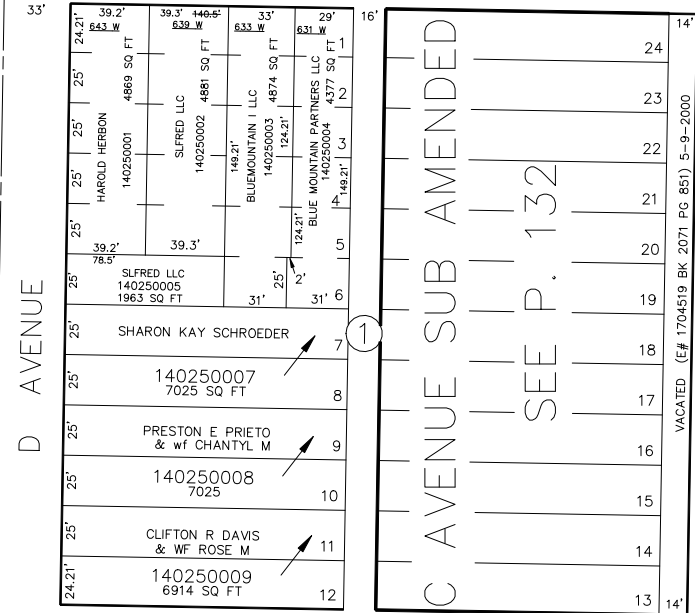 33'
39.2'
39.3'
140.5'
33'
29'
16'
14'
643 W
639 W
633 W
631 W
24.21'
25'
25'
25'
25'
25'
25'
25'
25'
25'
25'
24.21'
HAROLD HERBON
140250001
4869 SQ FT
SLFRED LLC
140250002
4881 SQ FT
149.21'
BLUEMOUNTAIN I LLC
140250003
4874 SQ FT
124.21'
BLUE MOUNTAIN PARTNERS LLC
140250004
4377 SQ FT
149.21'
124.21'
1
2
3
4
5
39.2'
39.3'
78.5'
SLFRED LLC
140250005
1963 SQ FT
25'
2'
31'
31'
6
SHARON KAY SCHROEDER
7
140250007
7025 SQ FT
8
PRESTON E PRIETO
& wf CHANTYL M
9
140250008
7025
10
CLIFTON R DAVIS
& WF ROSE M
11
140250009
6914 SQ FT
12
D AVENUE
1
C AVENUE SUB AMENDED
SEE P. 132
24
23
22
21
20
19
18
17
16
15
14
13
14'
VACATED (E# 1704519 BK 2071 PG 851) 5-9-2000